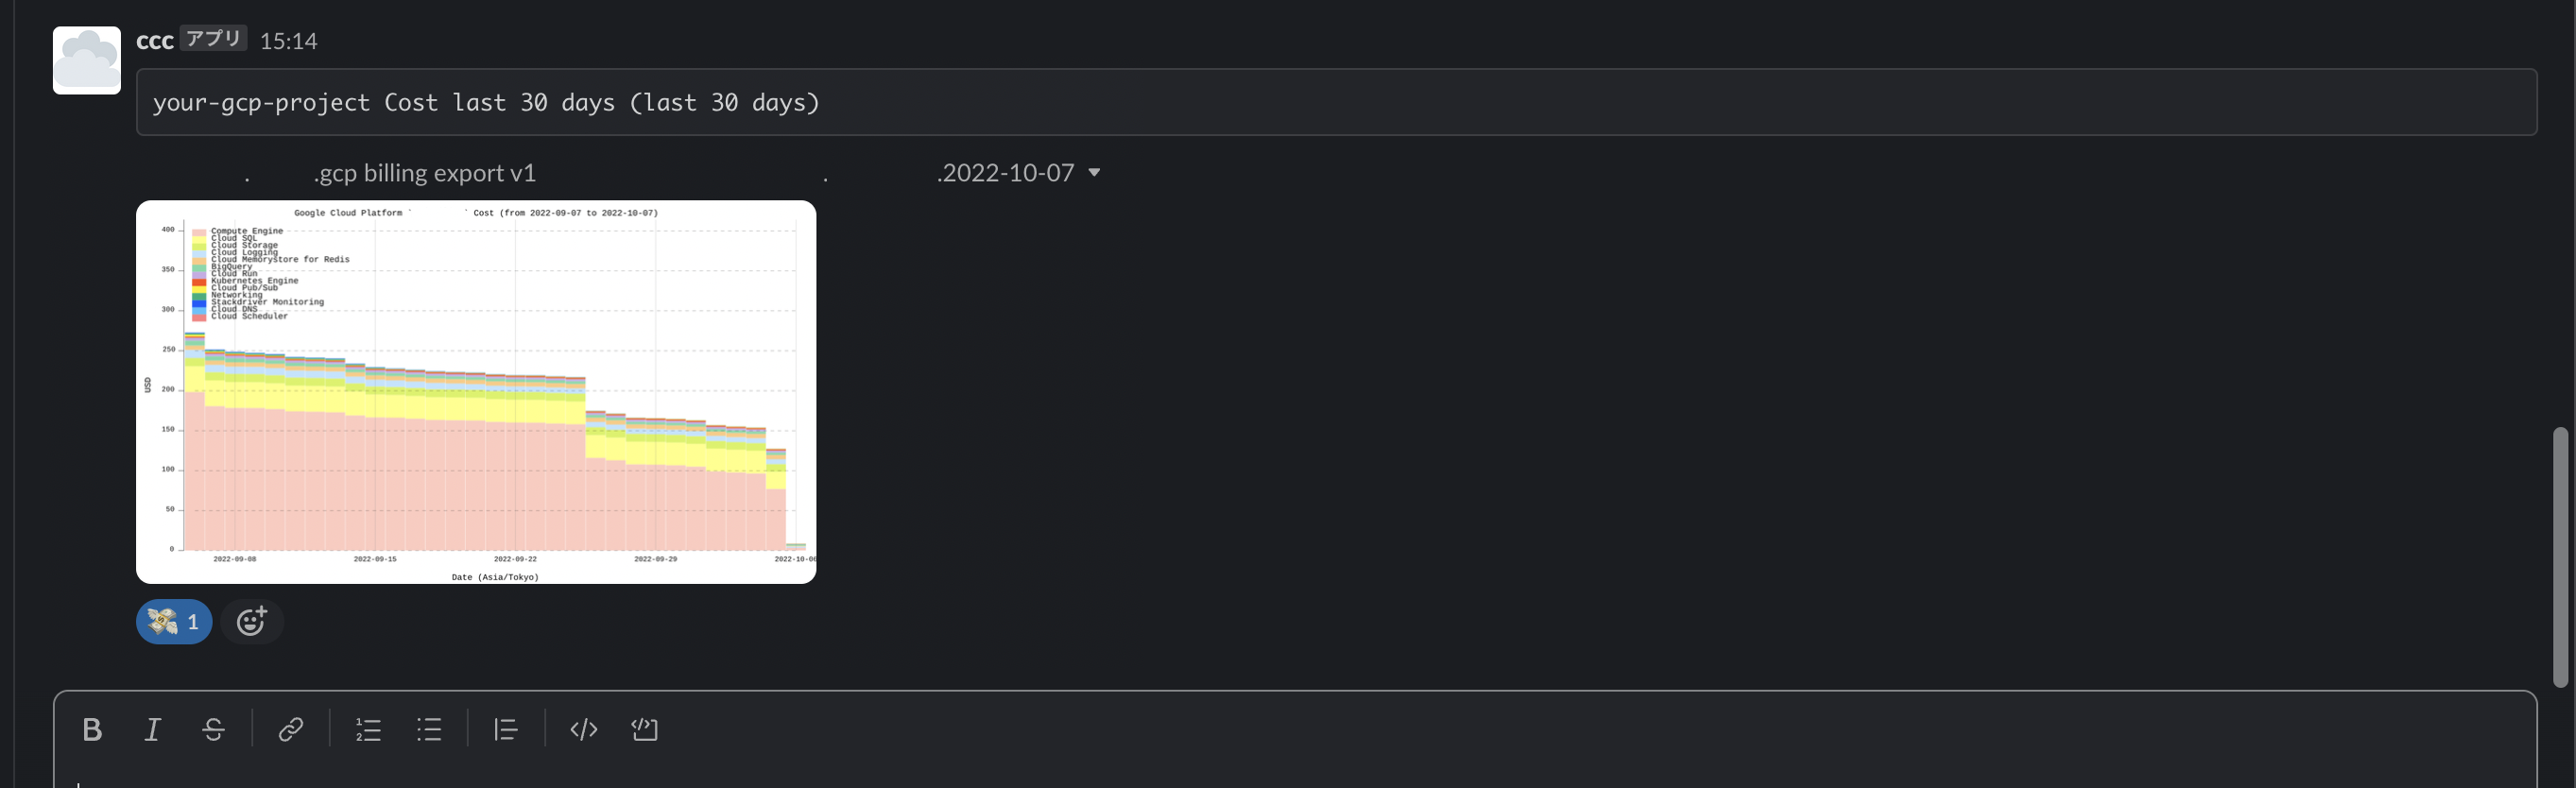 ccc アプリ 15:14
your-gcp-project Cost last 30 days (last 30 days)
. .gcp billing export v1 . .2022-10-07
Google Cloud Platform ` ` Cost (from 2022-09-07 to 2022-10-07)
400
350
300
250
200
150
100
50
0
USD
Compute Engine
Cloud SQL
Cloud Storage
Cloud Logging
Cloud Memorystore for Redis
BigQuery
Cloud Run
Kubernetes Engine
Cloud Pub/Sub
Networking
Stackdriver Monitoring
Cloud DNS
Cloud Scheduler
2022-09-08 2022-09-15 2022-09-22 2022-09-29 2022-10-0
Date (Asia/Tokyo)
1